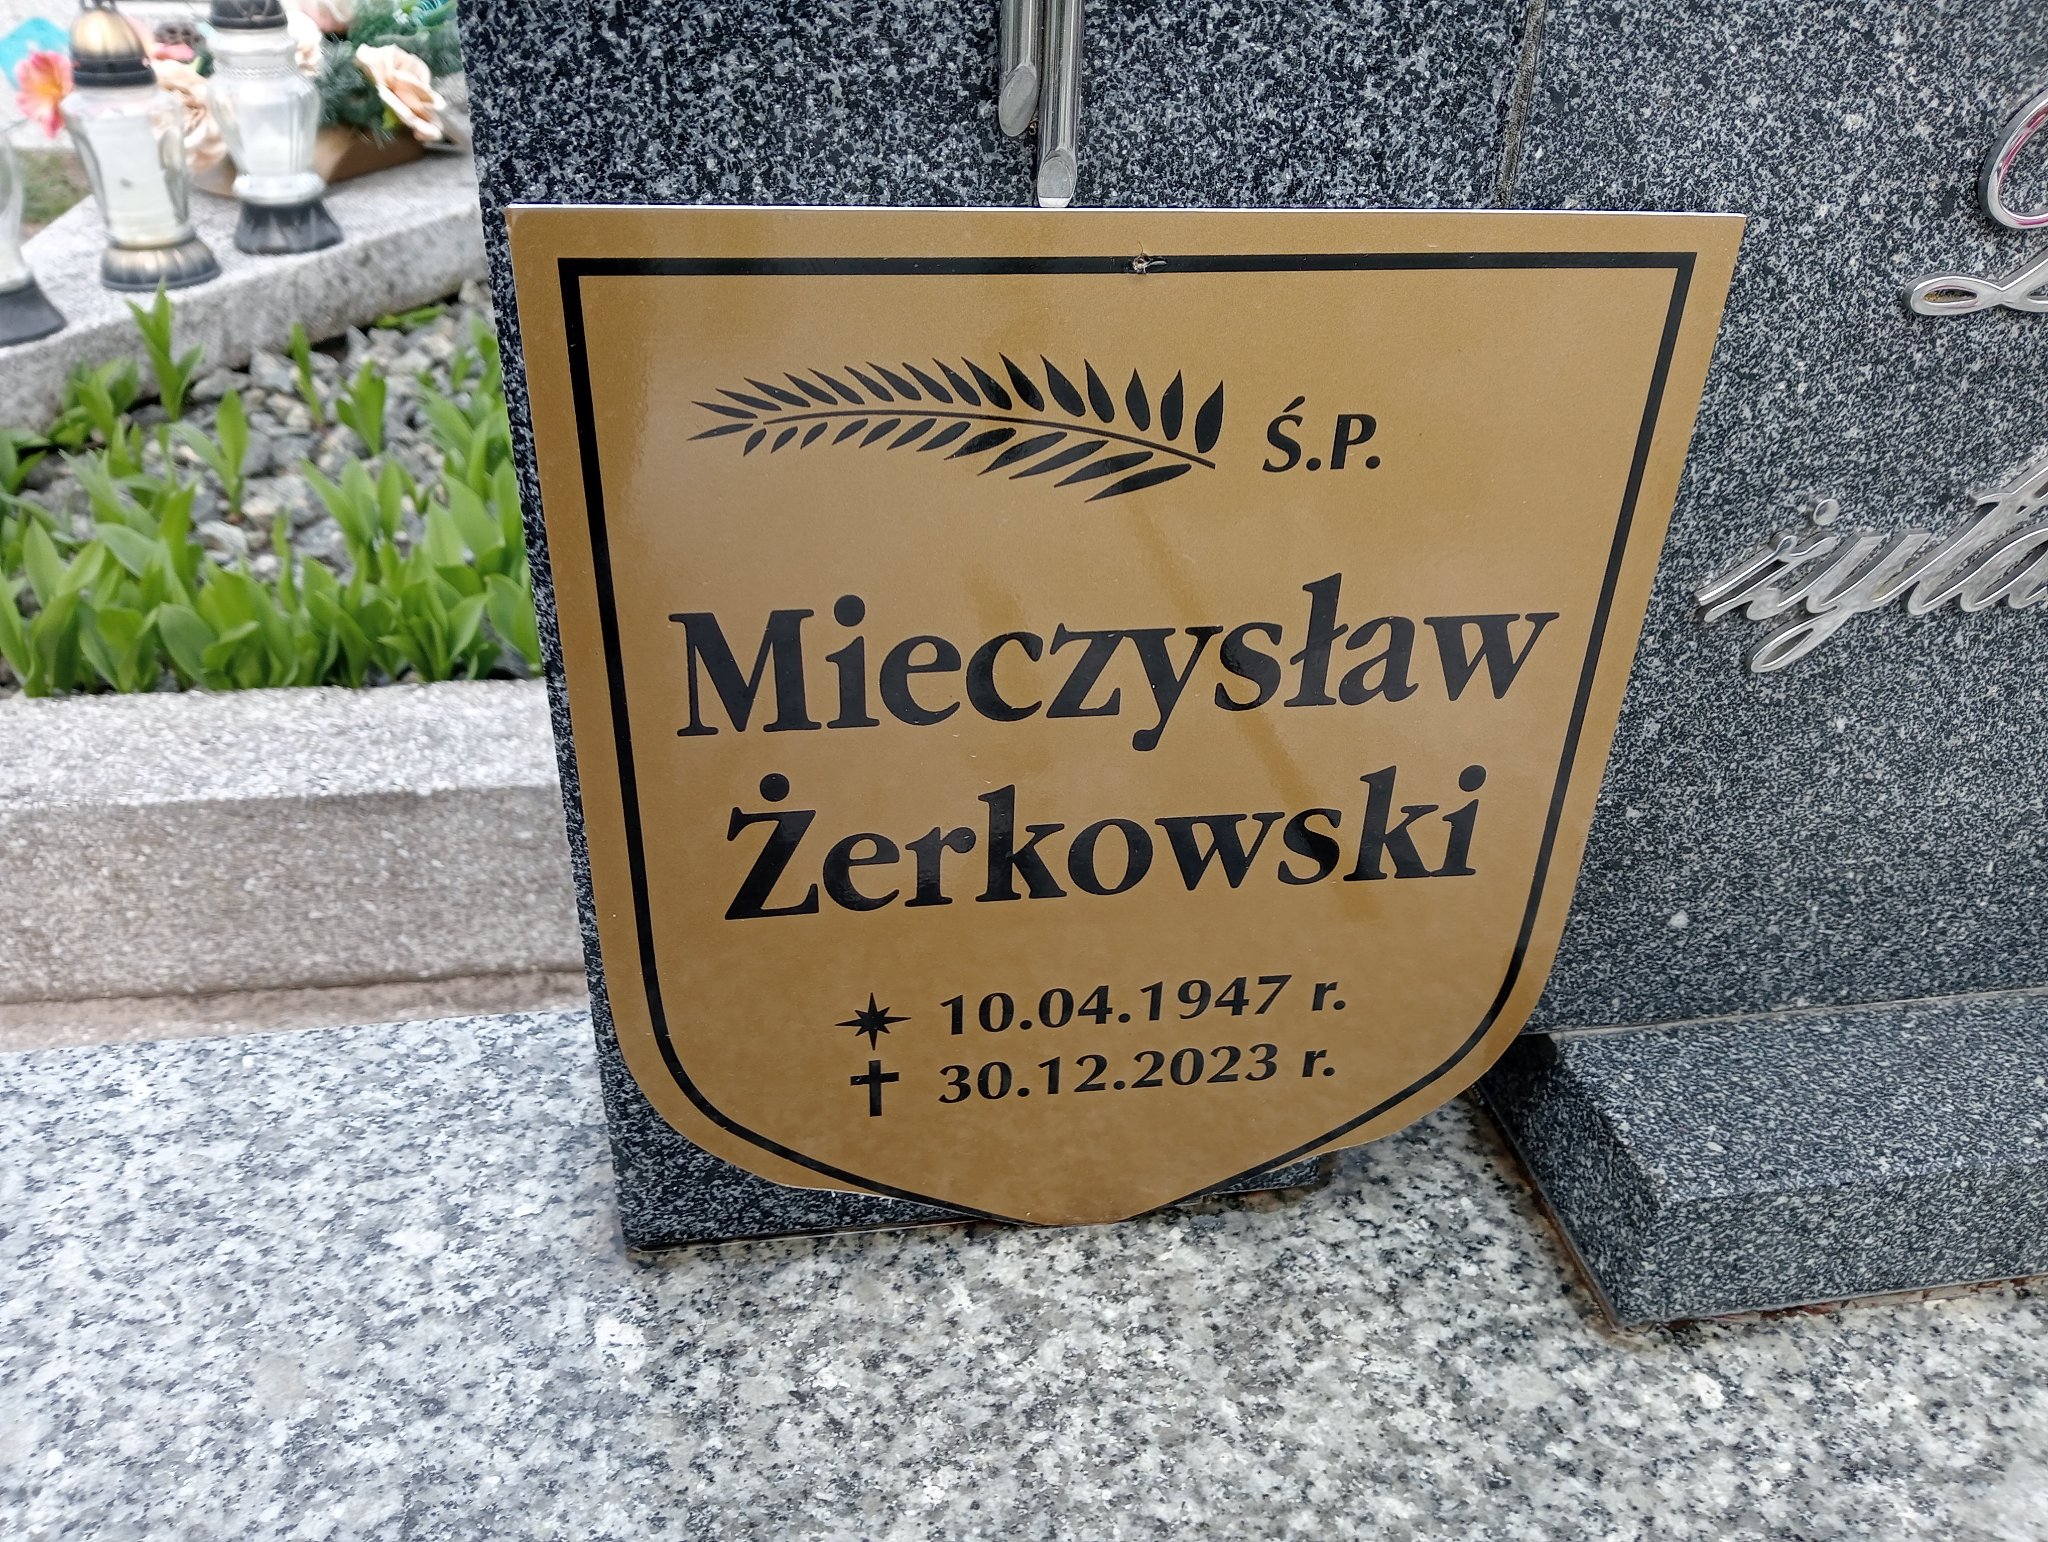 Ś.P.
Mieczysław
Żerkowski
10.04.1947 r.
30.12.2023 r.